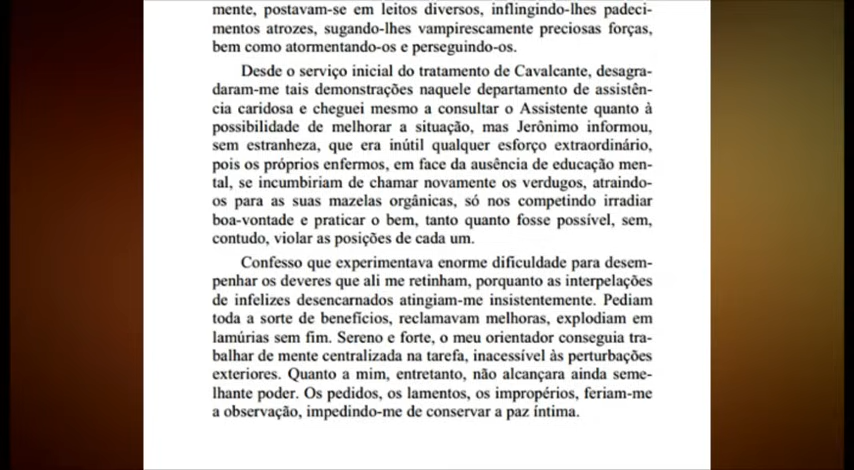 mente, postavam-se em leitos diversos, inflingindo-lhes padeci-
mentos atrozes, sugando-lhes vampirescamente preciosas forças,
bem como atormentando-os e perseguindo-os.
Desde o serviço inicial do tratamento de Cavalcante, desagra-
daram-me tais demonstrações naquele departamento de assistên-
cia caridosa e cheguei mesmo a consultar o Assistente quanto à
possibilidade de melhorar a situação, mas Jerônimo informou,
sem estranheza, que era inútil qualquer esforço extraordinário,
pois os próprios enfermos, em face da ausência de educação men-
tal, se incumbiriam de chamar novamente os verdugos, atraindo-
os para as suas mazelas orgânicas, só nos competindo irradiar
boa-vontade e praticar o bem, tanto quanto fosse possível, sem,
contudo, violar as posições de cada um.
Confesso que experimentava enorme dificuldade para desem-
penhar os deveres que ali me retinham, porquanto as interpelações
de infelizes desencarnados atingiam-me insistentemente. Pediam
toda a sorte de benefícios, reclamavam melhoras, explodiam em
lamúrias sem fim. Sereno e forte, o meu orientador conseguia tra-
balhar de mente centralizada na tarefa, inacessível às perturbações
exteriores. Quanto a mim, entretanto, não alcançara ainda seme-
lhante poder. Os pedidos, os lamentos, os impropérios, feriam-me
a observação, impedindo-me de conservar a paz íntima.